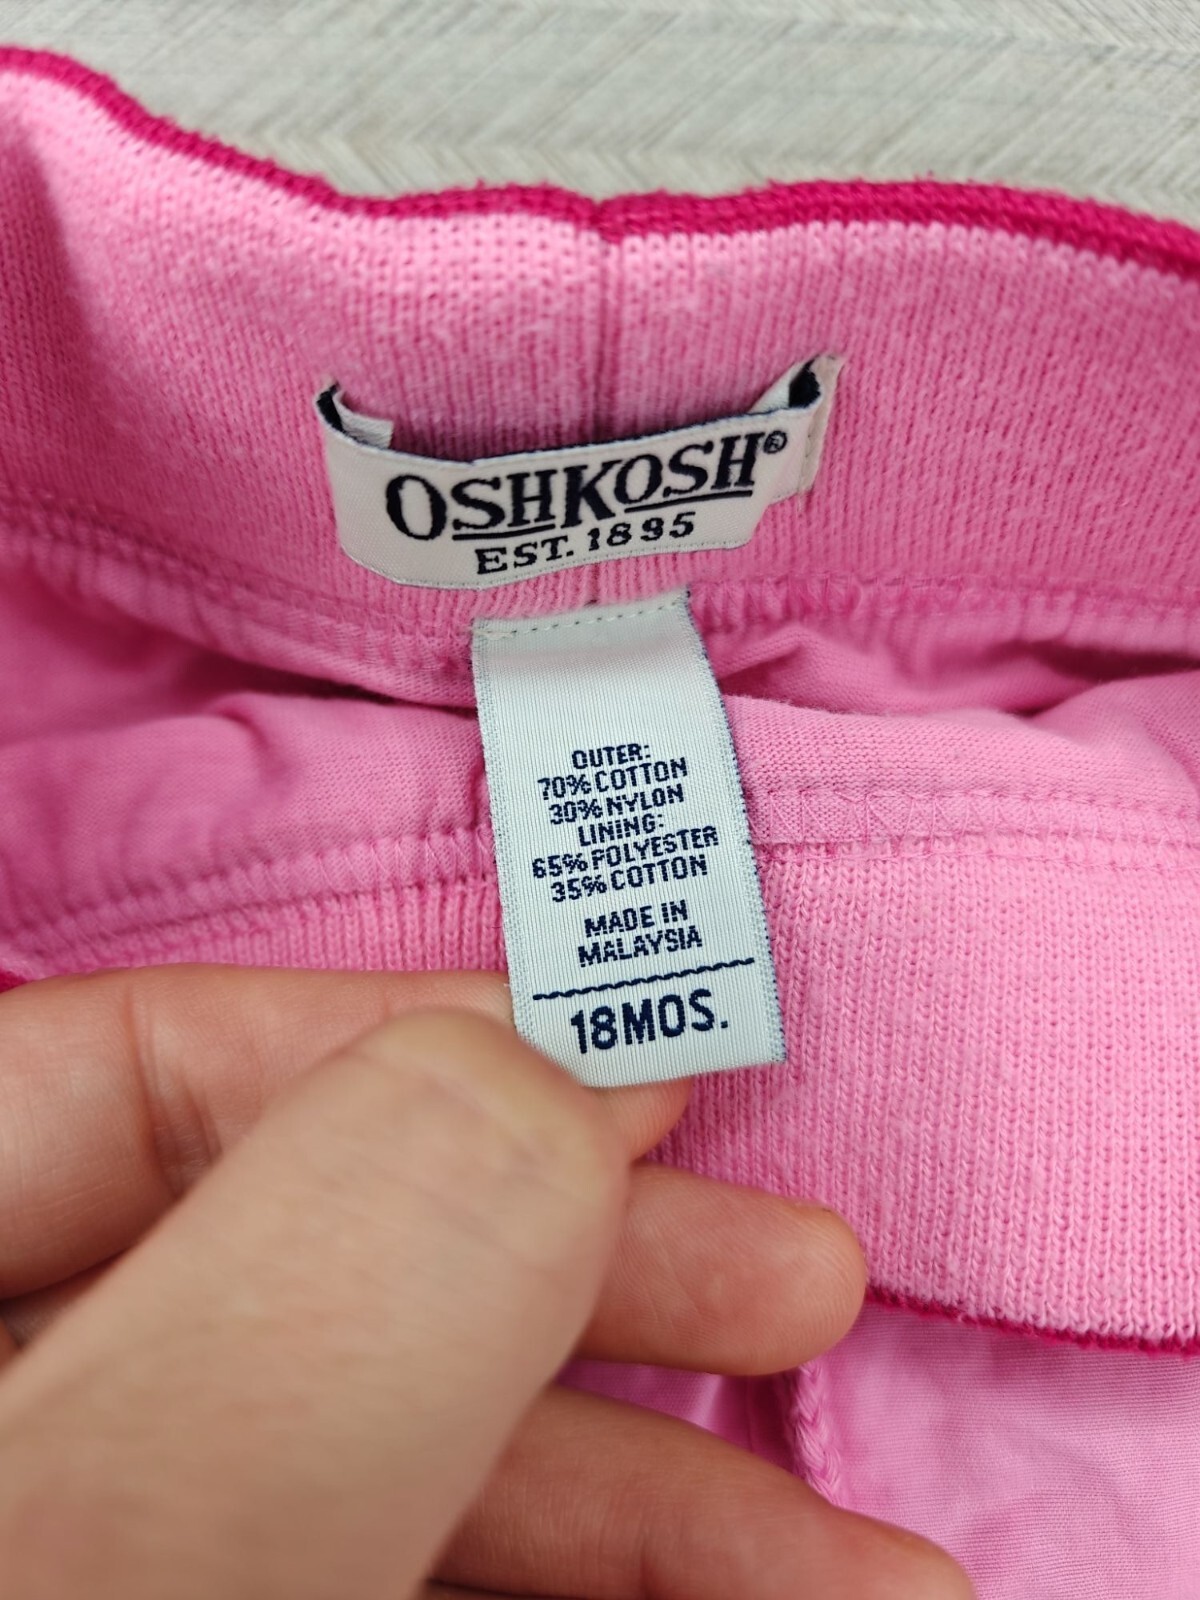 OSHKOSH®
EST. 1895
OUTER:
70% COTTON
30% NYLON
LINING:
65% POLYESTER
35% COTTON
MADE IN
MALAYSIA
18MOS.